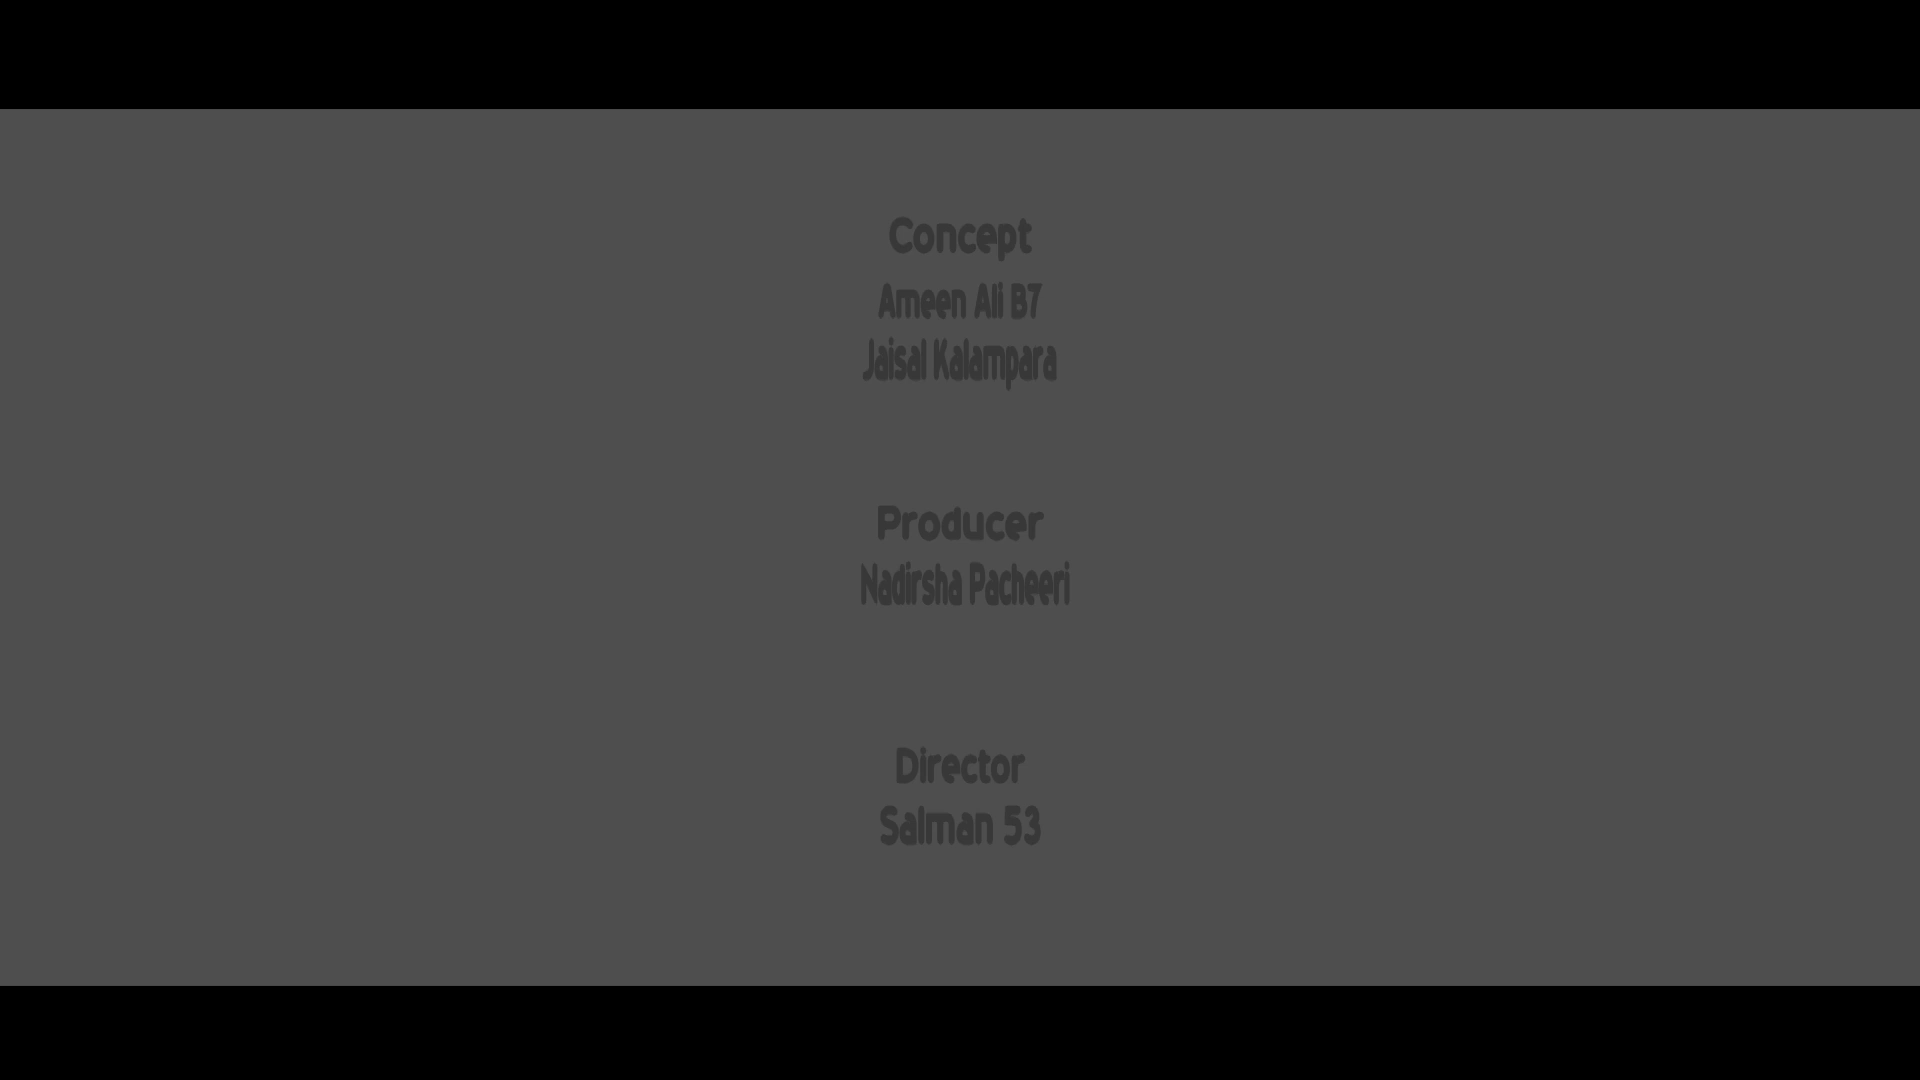 Concept
Ameen Ali B7
Jaisal Kalampara
Producer
Nadirsha Pacheeri
Director
Salman 53